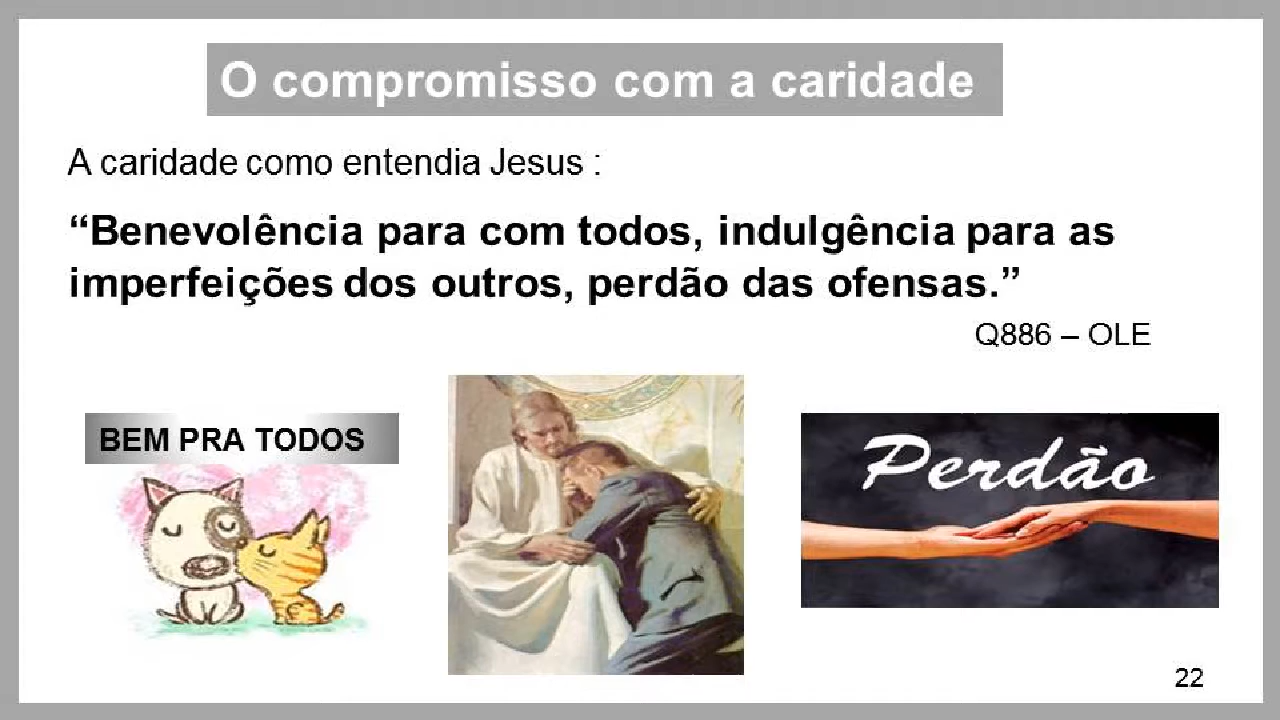 O compromisso com a caridade
A caridade como entendia Jesus :
“Benevolência para com todos, indulgência para as
imperfeições dos outros, perdão das ofensas.”
Q886 – OLE
BEM PRA TODOS
Perdão
22